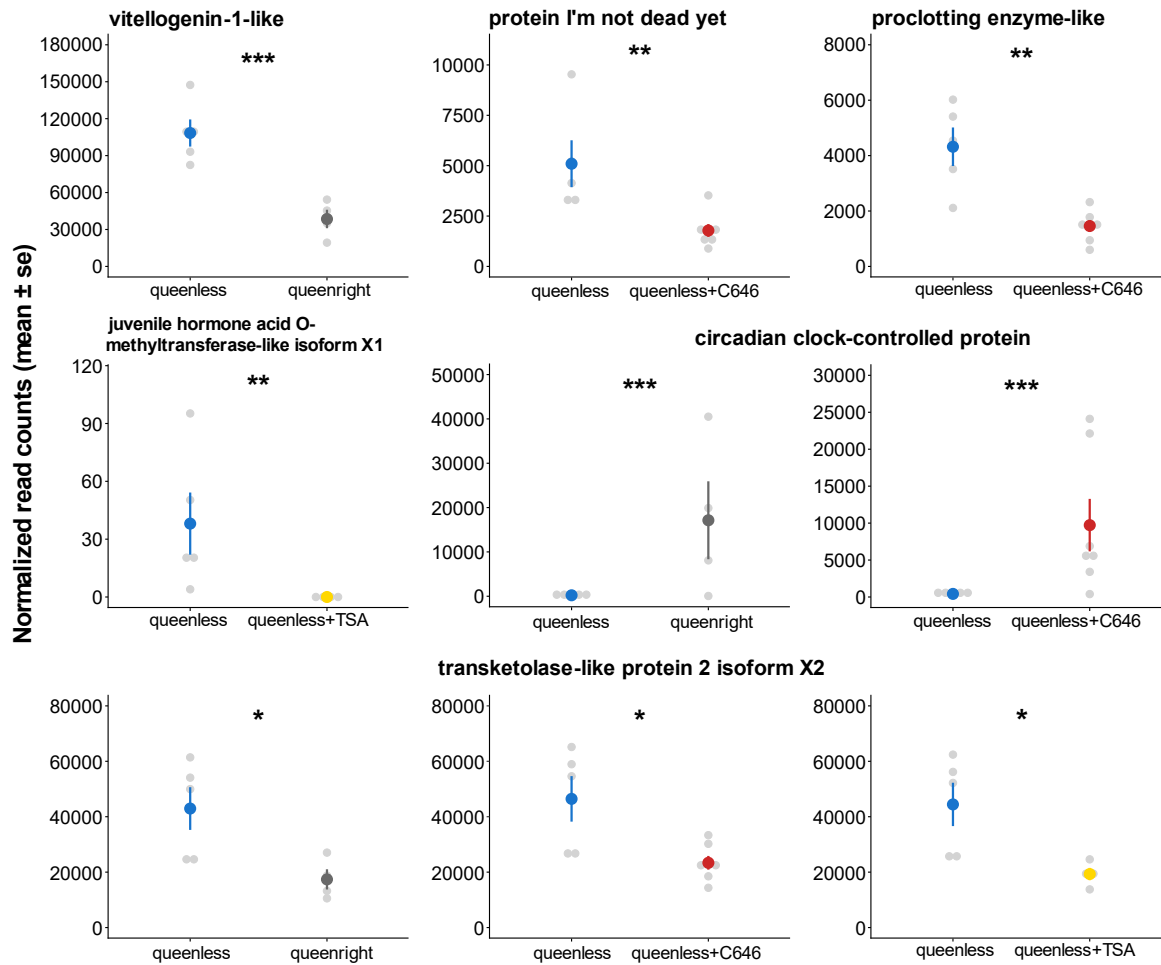 vitellogenin-1-like
protein I'm not dead yet
proclotting enzyme-like
Normalized read counts (mean ± se)
180000
150000
120000
90000
60000
30000
0
***
queenless
queenright
10000
7500
5000
2500
0
**
queenless
queenless+C646
8000
6000
4000
2000
0
**
queenless
queenless+C646
juvenile hormone acid O-
methyltransferase-like isoform X1
circadian clock-controlled protein
120
90
60
30
0
**
queenless
queenless+TSA
50000
40000
30000
20000
10000
0
***
queenless
queenright
30000
25000
20000
15000
10000
5000
0
***
queenless
queenless+C646
transketolase-like protein 2 isoform X2
80000
60000
40000
20000
0
*
queenless
queenright
80000
60000
40000
20000
0
*
queenless
queenless+C646
80000
60000
40000
20000
0
*
queenless
queenless+TSA